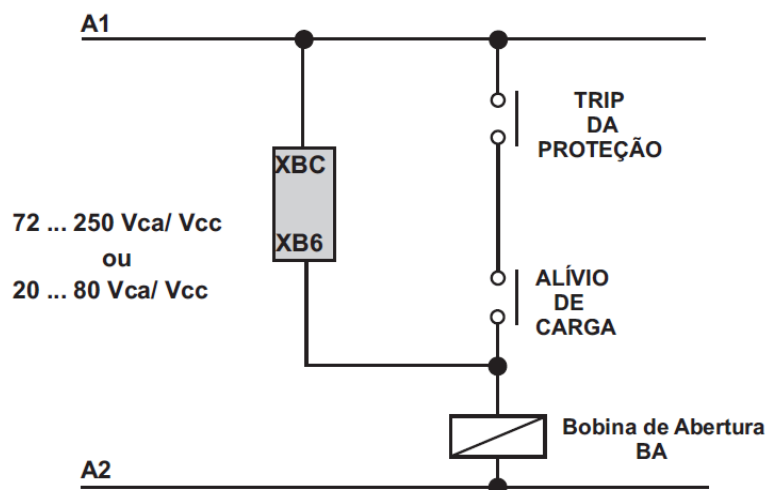 A1
TRIP
DA
PROTEÇÃO
XBC
72 ... 250 Vca/ Vcc
ou
20 ... 80 Vca/ Vcc
XB6
ALÍVIO
DE
CARGA
Bobina de Abertura
BA
A2